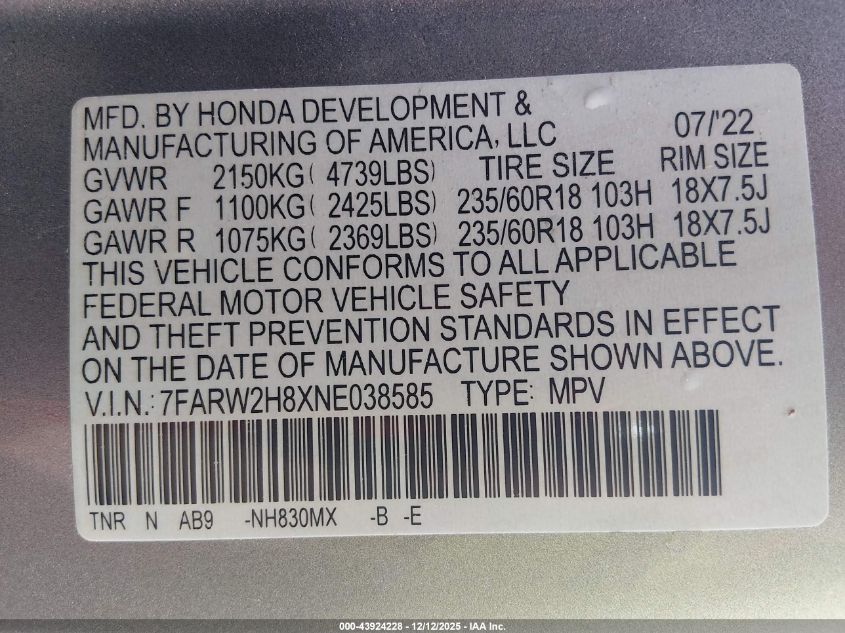 MFD. BY HONDA DEVELOPMENT &
MANUFACTURING OF AMERICA, LLC 07/'22
GVWR 2150KG( 4739LBS) TIRE SIZE RIM SIZE
GAWR F 1100KG( 2425LBS) 235/60R18 103H 18X7.5J
GAWR R 1075KG( 2369LBS) 235/60R18 103H 18X7.5J
THIS VEHICLE CONFORMS TO ALL APPLICABLE
FEDERAL MOTOR VEHICLE SAFETY
AND THEFT PREVENTION STANDARDS IN EFFECT
ON THE DATE OF MANUFACTURE SHOWN ABOVE.
V.I.N.: 7FARW2H8XNE038585 TYPE: MPV
TNR N AB9 -NH830MX -B -E
000-43924228 - 12/12/2025 - IAA Inc.